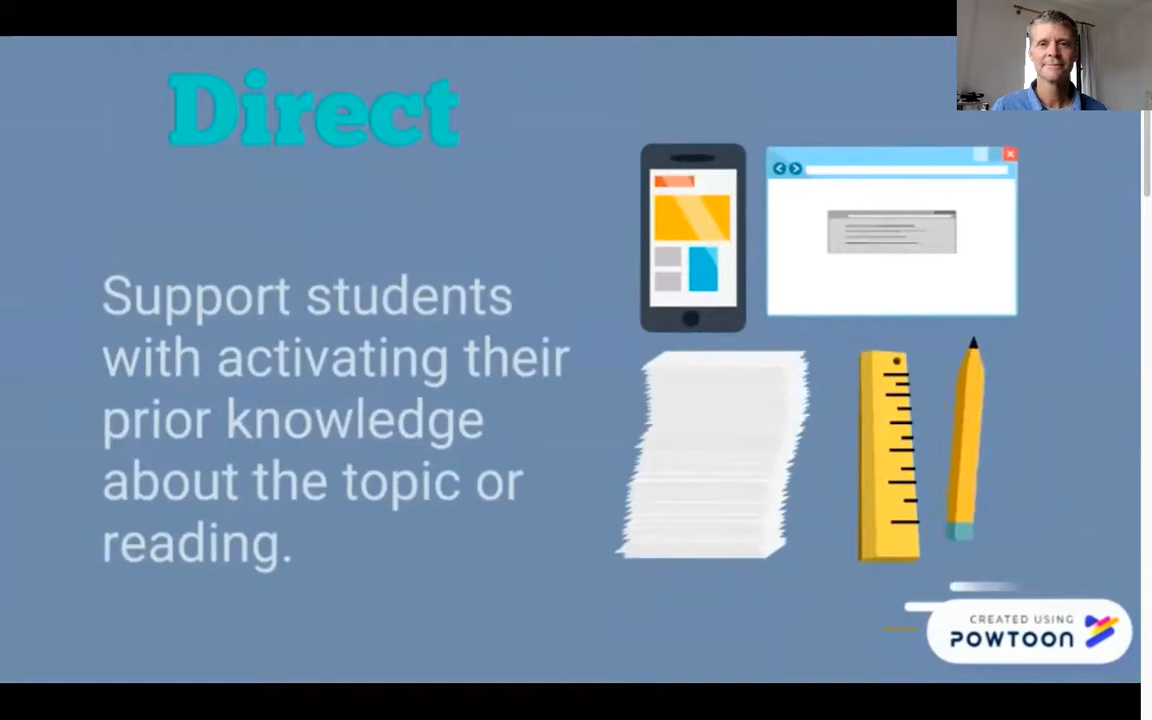 Direct
Support students
with activating their
prior knowledge
about the topic or
reading.
CREATED USING
POWTOON